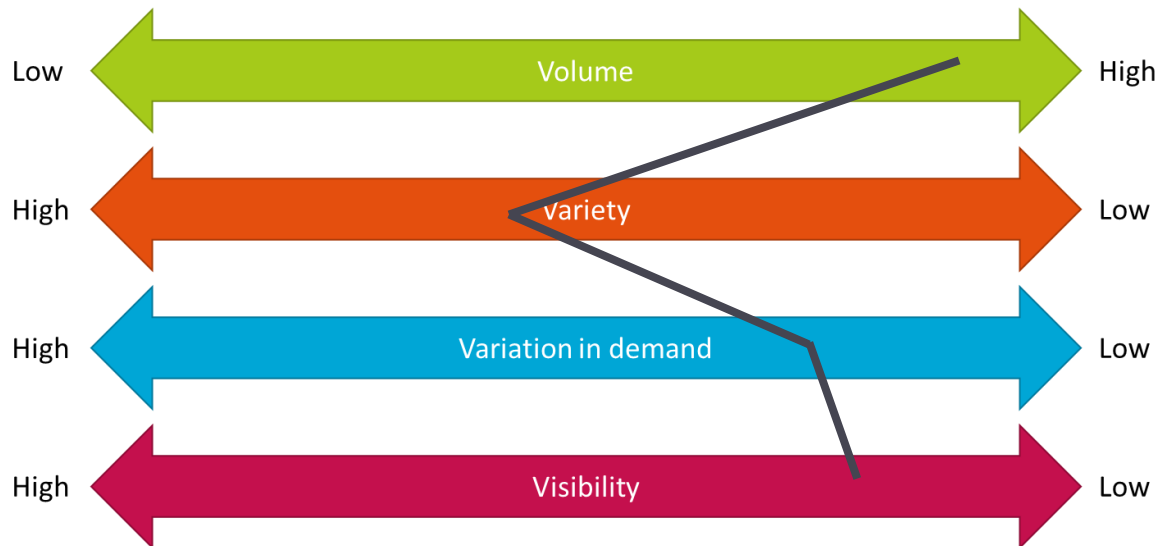 Low Volume High
High Variety Low
High Variation in demand Low
High Visibility Low